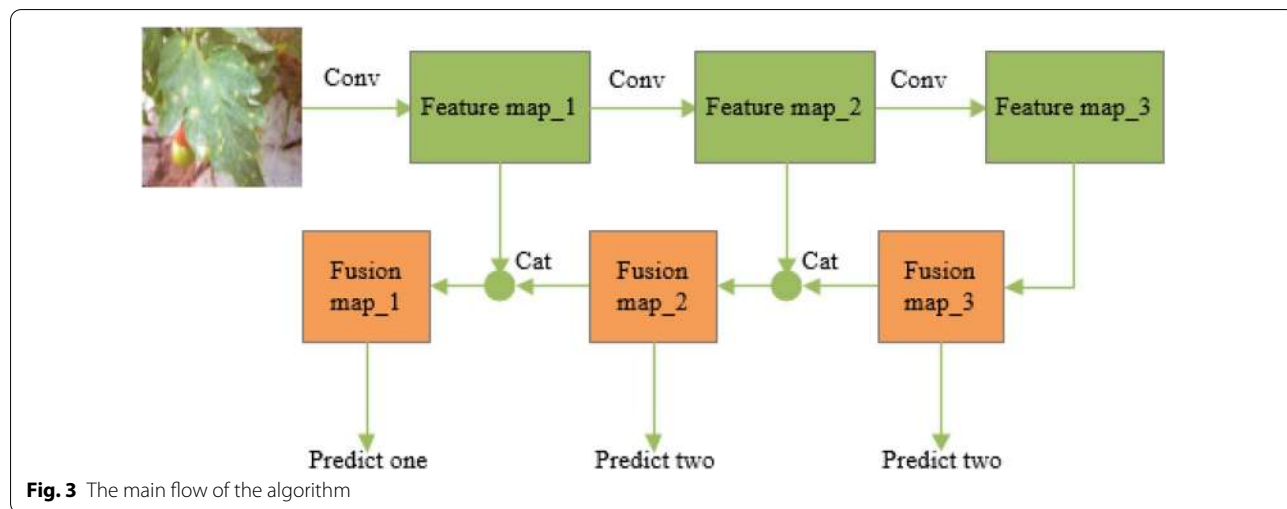 Conv
Feature map_1
Conv
Feature map_2
Conv
Feature map_3
Fusion
map_1
Cat
Fusion
map_2
Cat
Fusion
map_3
Predict one
Predict two
Predict two
Fig. 3 The main flow of the algorithm